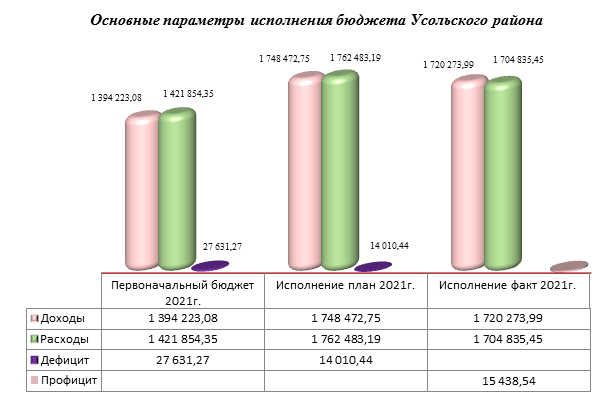 Основные параметры исполнения бюджета Усольского района
1 748 472,75
1 762 483,19
1 720 273,99
1 704 835,45
1 394 223,08
1 421 854,35
27 631,27
14 010,44
Первоначальный бюджет
2021г.
Исполнение план 2021г.
Исполнение факт 2021г.
Доходы 1 394 223,08 1 748 472,75 1 720 273,99
Расходы 1 421 854,35 1 762 483,19 1 704 835,45
Дефицит 27 631,27 14 010,44
Профицит 15 438,54